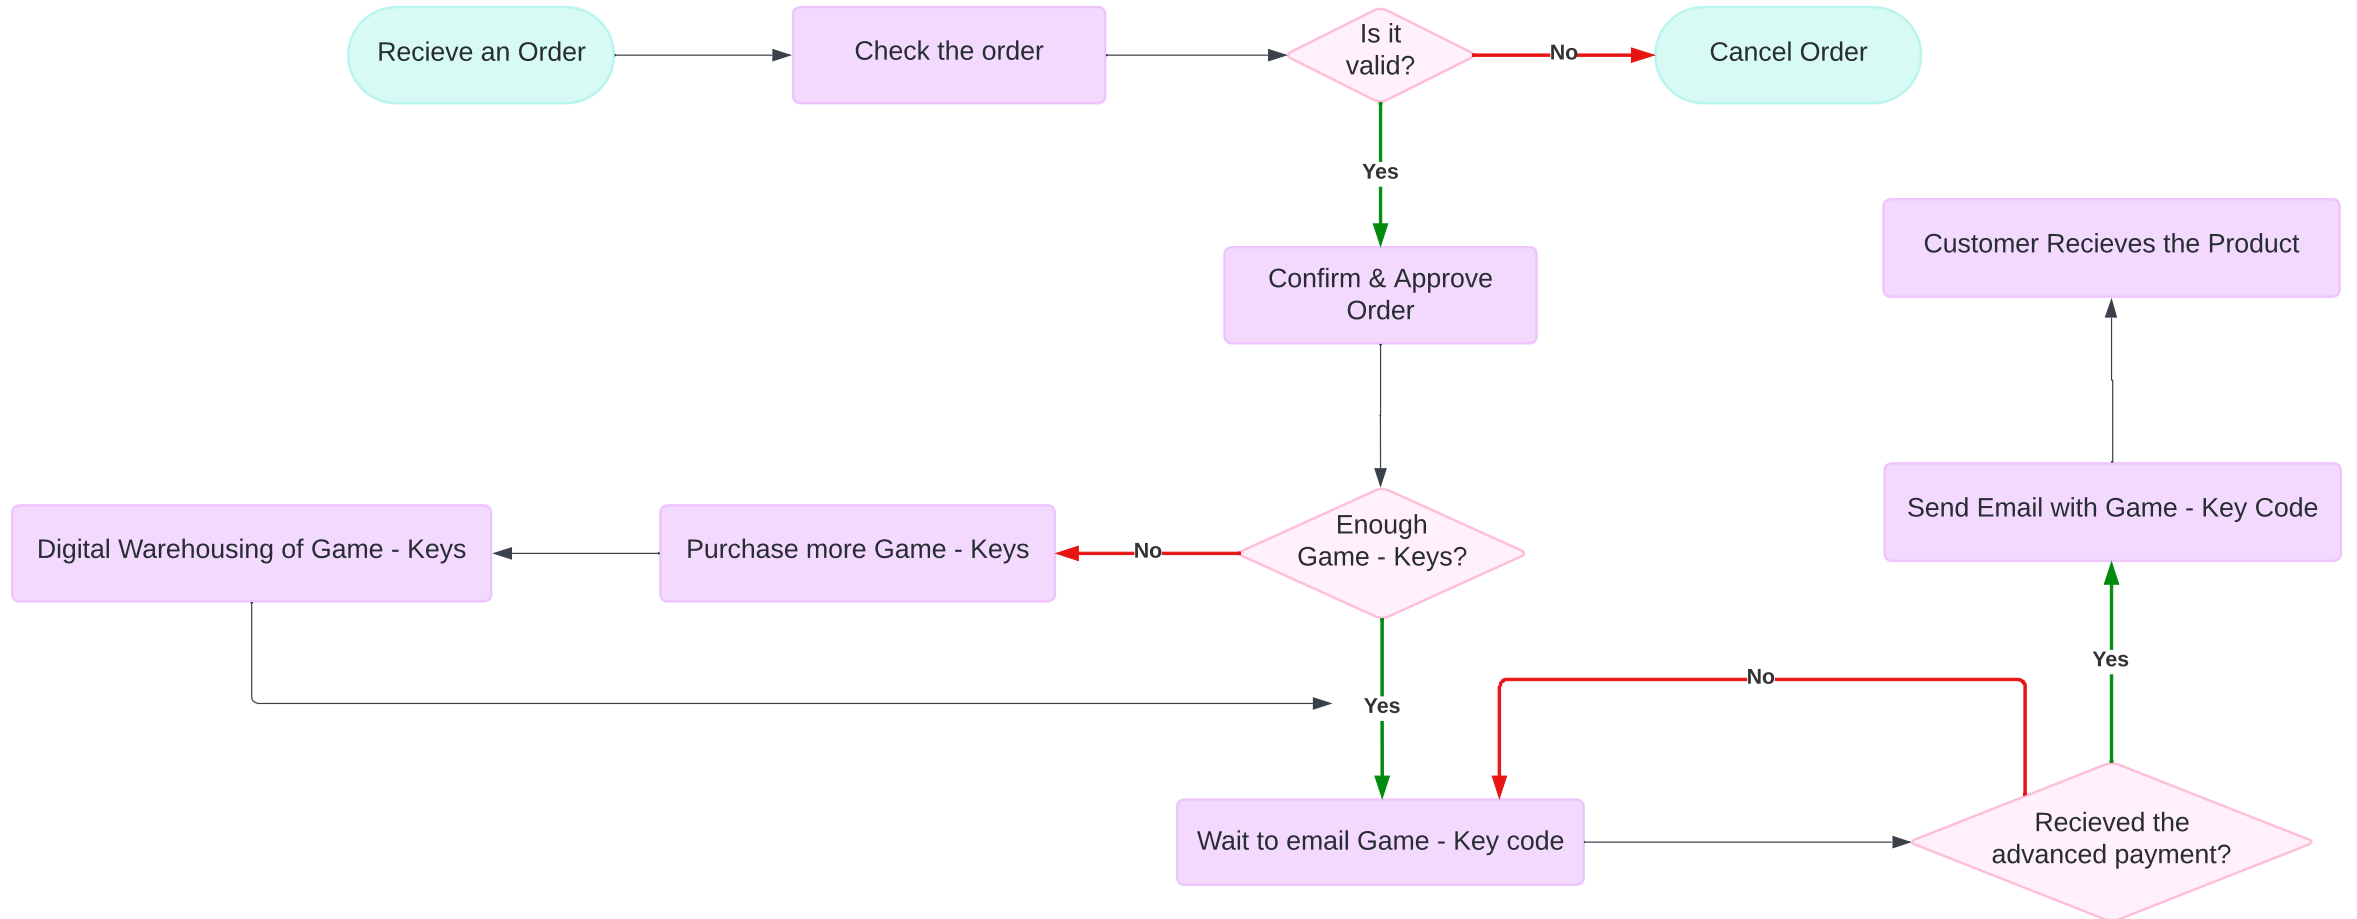 Recieve an Order
Check the order
Is it
valid?
No
Cancel Order
Yes
Confirm & Approve
Order
Customer Recieves the Product
Enough
Game - Keys?
No
Purchase more Game - Keys
Digital Warehousing of Game - Keys
Yes
Wait to email Game - Key code
Recieved the
advanced payment?
No
Yes
Send Email with Game - Key Code